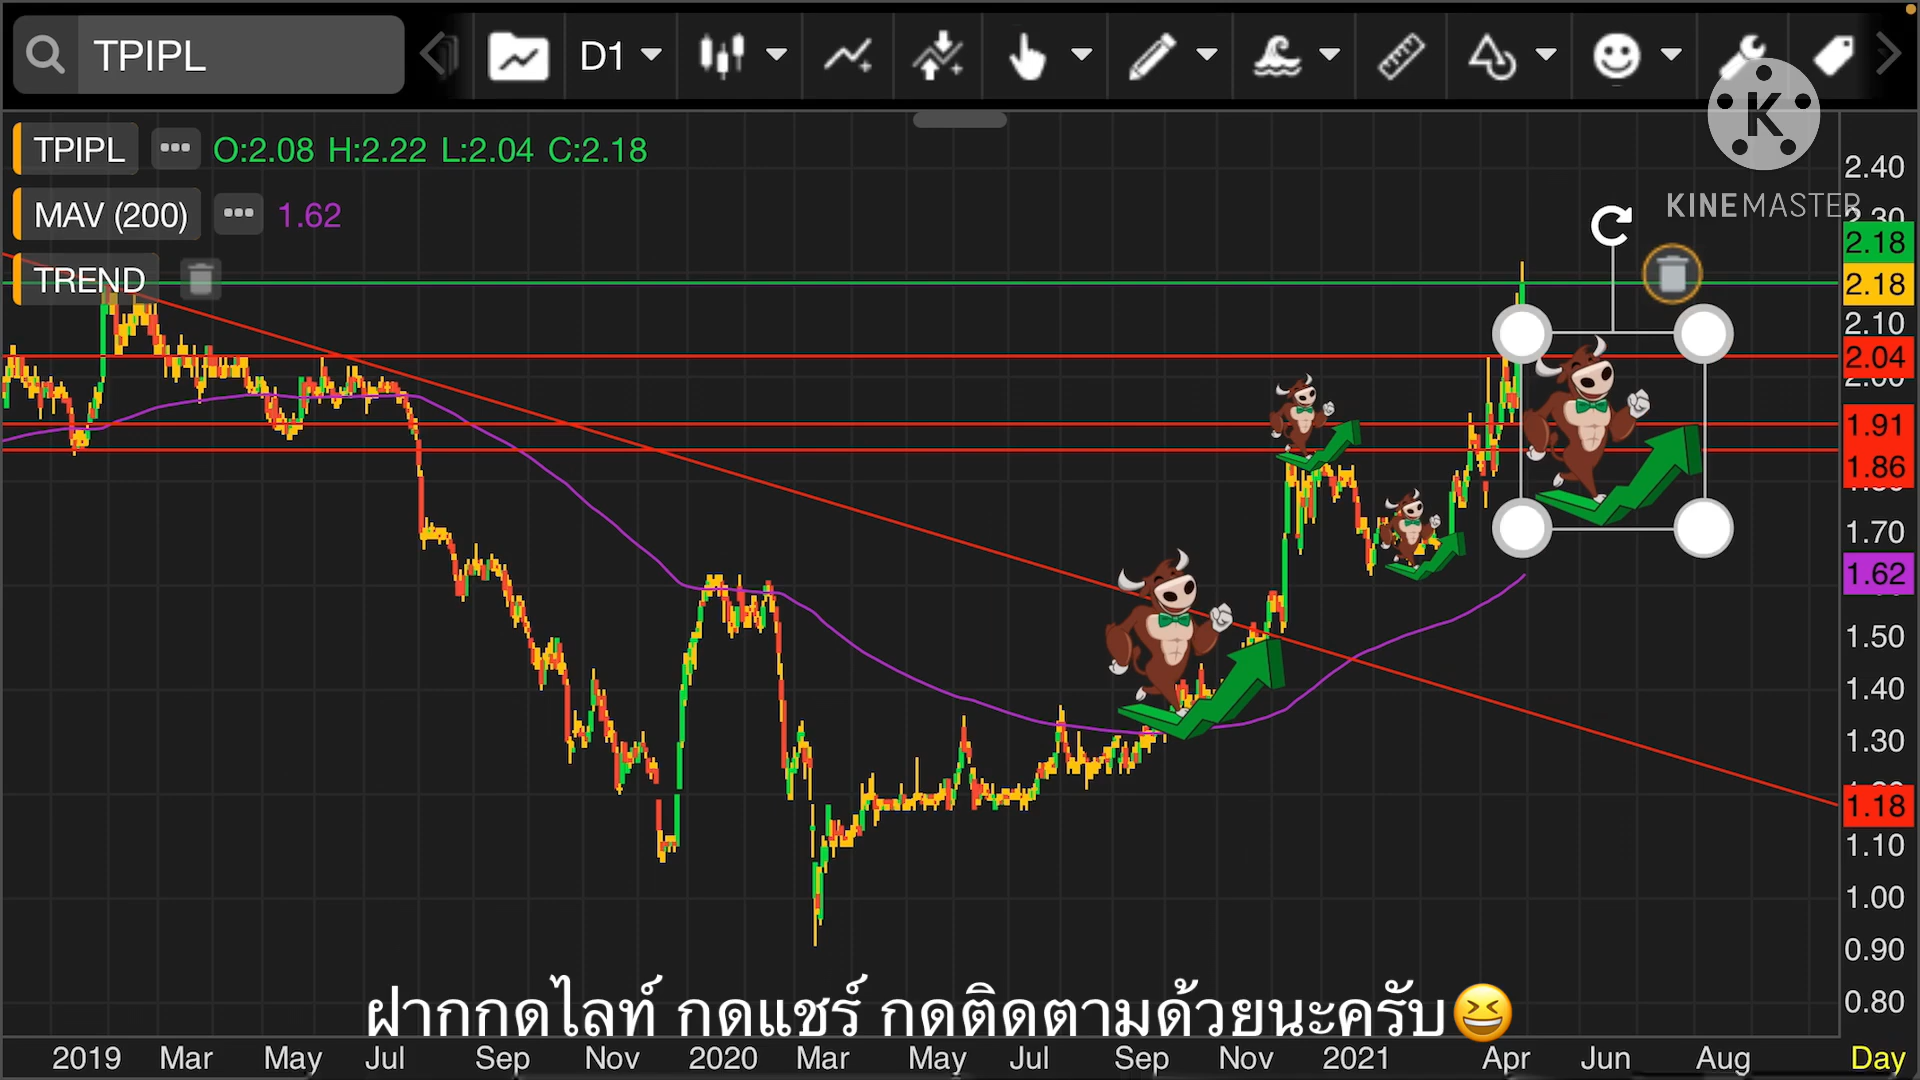 TPIPL D1
TPIPL O:2.08 H:2.22 L:2.04 C:2.18
MAV (200) 1.62
TREND
K
KINEMASTER
2.40
2.30
2.18
2.18
2.10
2.04
2.00
1.91
1.86
1.70
1.62
1.50
1.40
1.30
1.18
1.10
1.00
0.90
0.80
ฝากกดไลท์ กดแชร์ กดติดตามด้วยนะครับ😆
2019 Mar May Jul Sep Nov 2020 Mar May Jul Sep Nov 2021 Apr Jun Aug Day